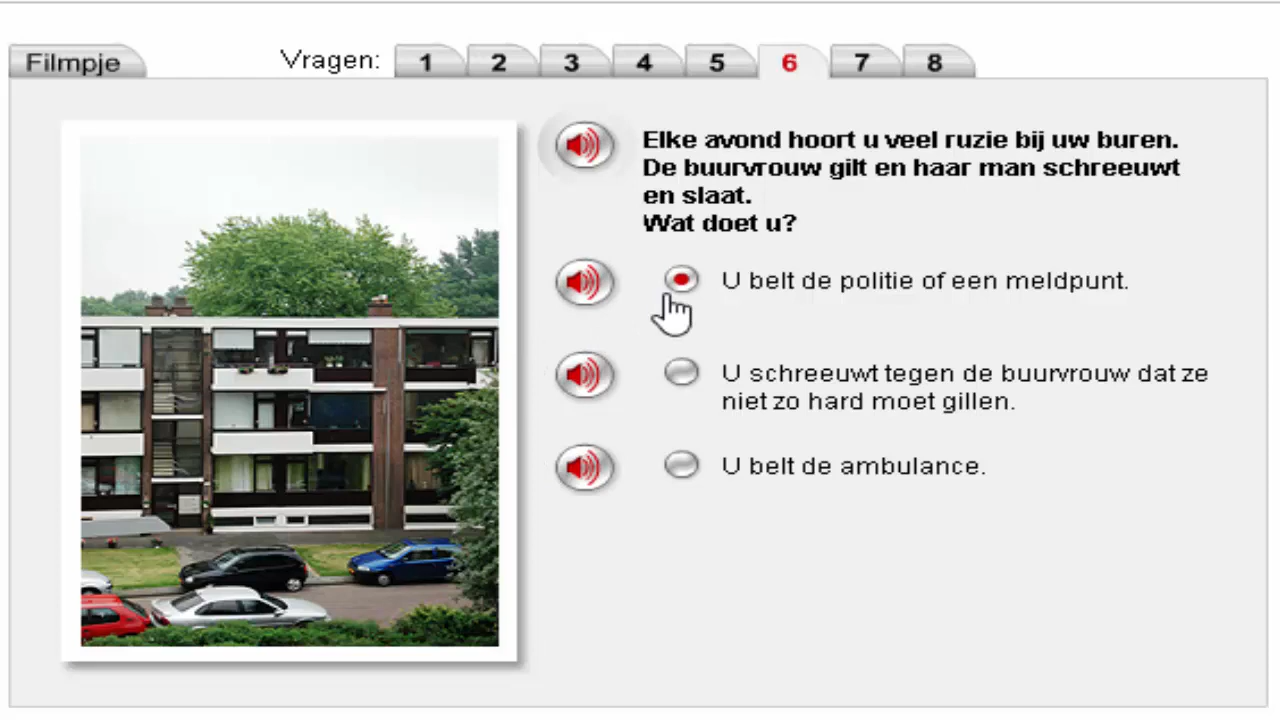 Filmpje
Vragen: 1 2 3 4 5 6 7 8
Elke avond hoort u veel ruzie bij uw buren.
De buurvrouw gilt en haar man schreeuwt
en slaat.
Wat doet u?
U belt de politie of een meldpunt.
U schreeuwt tegen de buurvrouw dat ze
niet zo hard moet gillen.
U belt de ambulance.